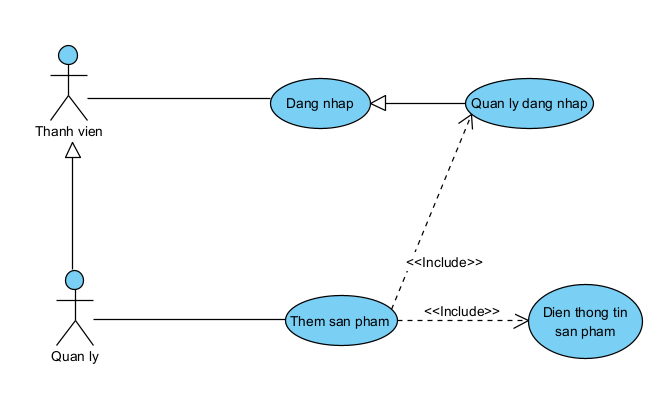 Dang nhap
Quan ly dang nhap
Thanh vien
<<Include>>
<<Include>>
Them san pham
Dien thong tin
san pham
Quan ly